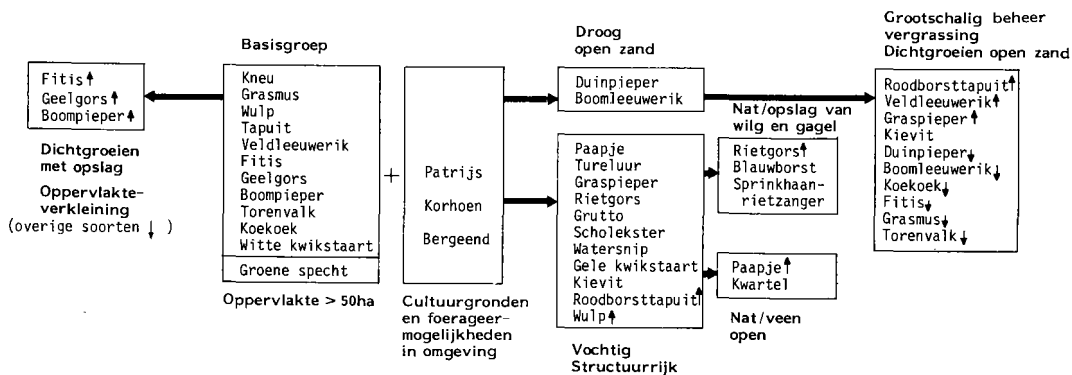 Fitis↑
Geelgors↑
Boompieper↑
Dichtgroeien
met opslag
Oppervlakte-
verkleining
(overige soorten ↓ )
Basisgroep
Kneu
Grasmus
Wulp
Tapuit
Veldleeuwerik
Fitis
Geelgors
Boompieper
Torenvalk
Koekoek
Witte kwikstaart
Groene specht
Oppervlakte > 50ha
+
Patrijs
Korhoen
Bergeend
Cultuurgronden
en foerageer-
mogelijkheden
in omgeving
Droog
open zand
Duinpieper
Boomleeuwerik
Paapje
Tureluur
Graspieper
Rietgors
Grutto
Scholekster
Watersnip
Gele kwikstaart
Kievit
Roodborsttapuit↑
Wulp↑
Vochtig
Structuurrijk
Nat/opslag van
wilg en gagel
Rietgors↑
Blauwborst
Sprinkhaan-
rietzanger
Paapje↑
Kwartel
Nat/veen
open
Grootschalig beheer
vergrassing
Dichtgroeien open zand
Roodborsttapuit↑
Veldleeuwerik↑
Graspieper↑
Kievit
Duinpieper↓
Boomleeuwerik↓
Koekoek↓
Fitis↓
Grasmus↓
Torenvalk↓